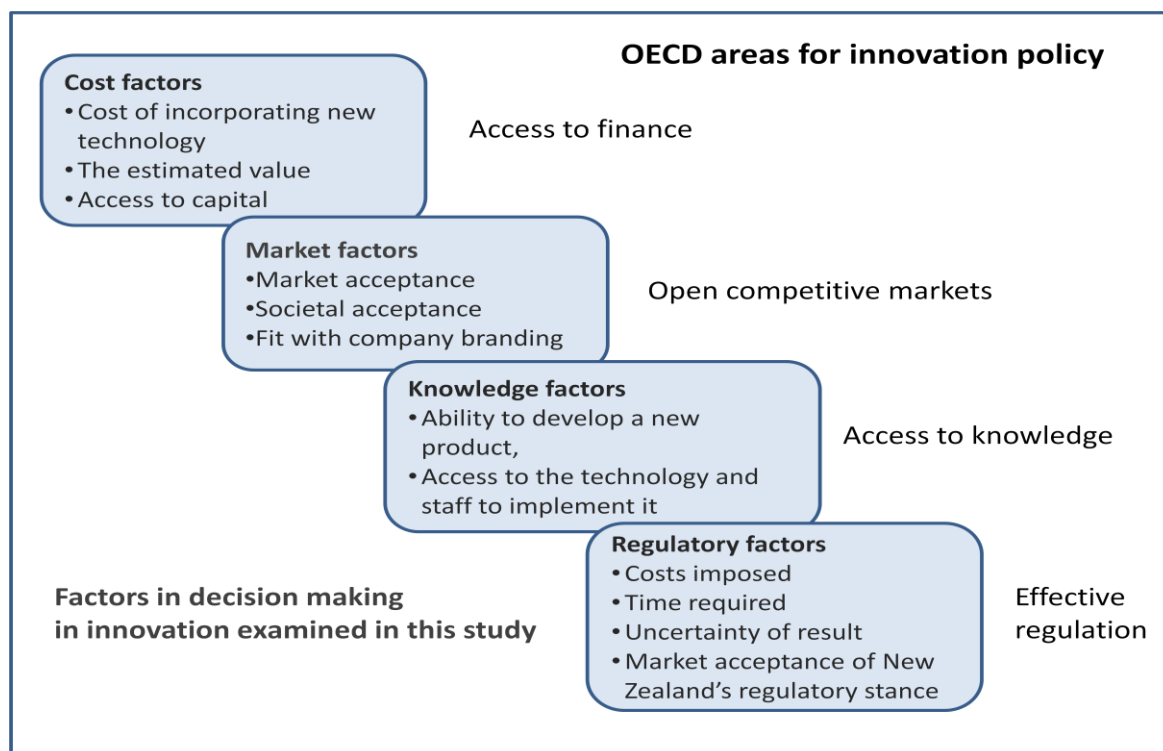 OECD areas for innovation policy
Cost factors
• Cost of incorporating new
technology
• The estimated value
• Access to capital
Access to finance
Market factors
•Market acceptance
•Societal acceptance
•Fit with company branding
Open competitive markets
Knowledge factors
• Ability to develop a new
product,
• Access to the technology and
staff to implement it
Access to knowledge
Regulatory factors
• Costs imposed
• Time required
• Uncertainty of result
• Market acceptance of New
Zealand's regulatory stance
Effective
regulation
Factors in decision making
in innovation examined in this study